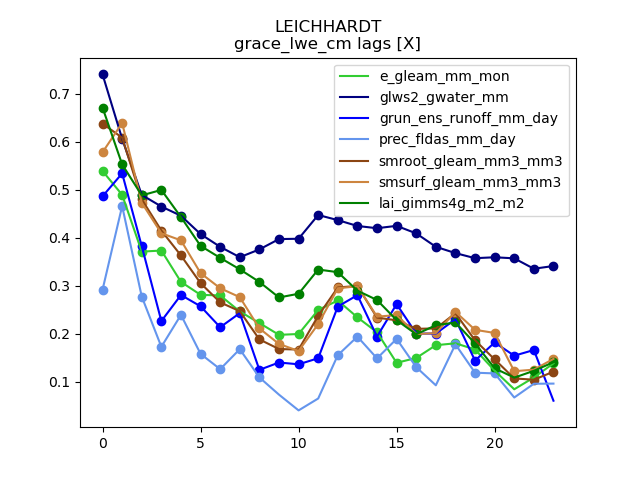 LEICHHARDT
grace_lwe_cm lags [X]
e_gleam_mm_mon
glws2_gwater_mm
grun_ens_runoff_mm_day
prec_fldas_mm_day
smroot_gleam_mm3_mm3
smsurf_gleam_mm3_mm3
lai_gimms4g_m2_m2
0.7
0.6
0.5
0.4
0.3
0.2
0.1
0 5 10 15 20